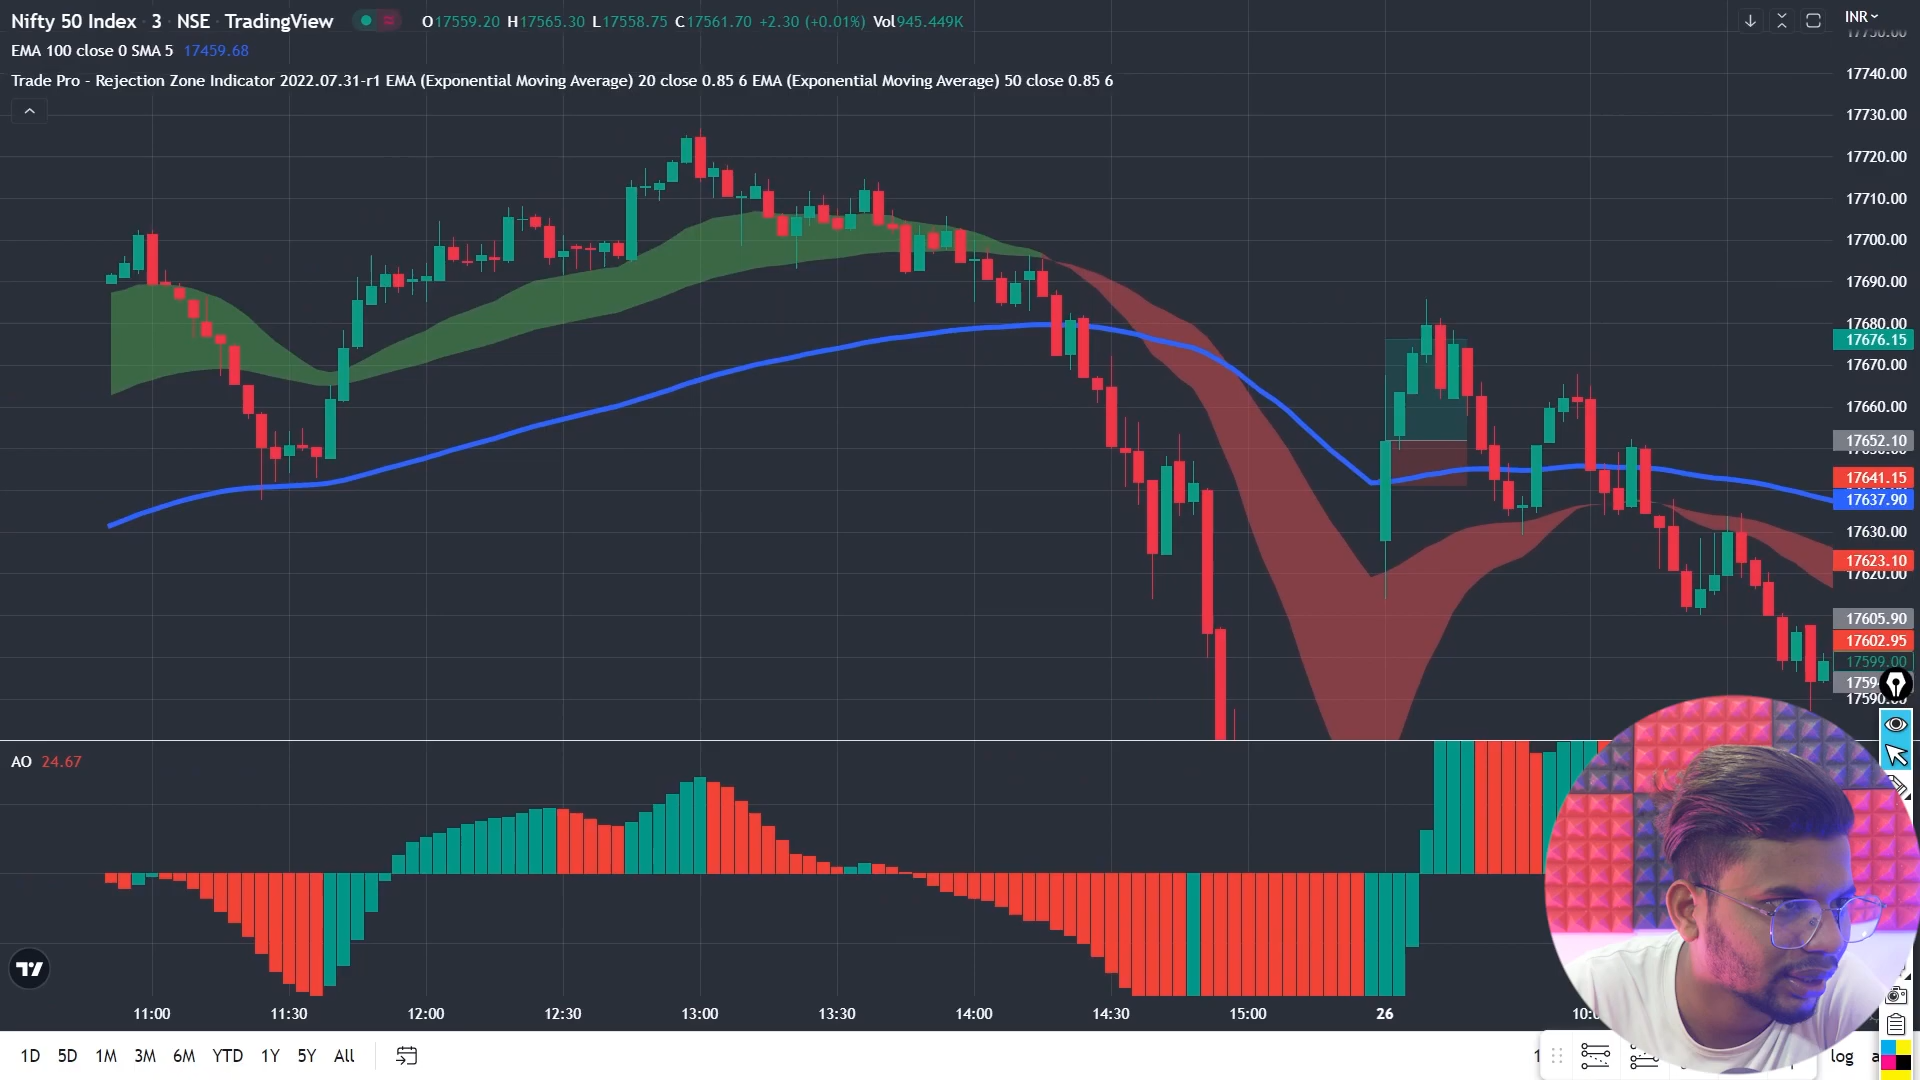 Nifty 50 Index · 3 · NSE · TradingView
O17559.20 H17565.30 L17558.75 C17561.70 +2.30 (+0.01%) Vol945.449K
INR
EMA 100 close 0 SMA 5 17459.68
Trade Pro - Rejection Zone Indicator 2022.07.31-r1 EMA (Exponential Moving Average) 20 close 0.85 6 EMA (Exponential Moving Average) 50 close 0.85 6
17750.00
17740.00
17730.00
17720.00
17710.00
17700.00
17690.00
17680.00
17676.15
17670.00
17660.00
17652.10
17641.15
17637.90
17630.00
17623.10
17620.00
17605.90
17602.95
17599.00
17590.00
AO 24.67
11:00 11:30 12:00 12:30 13:00 13:30 14:00 14:30 15:00 26
1D 5D 1M 3M 6M YTD 1Y 5Y All
log